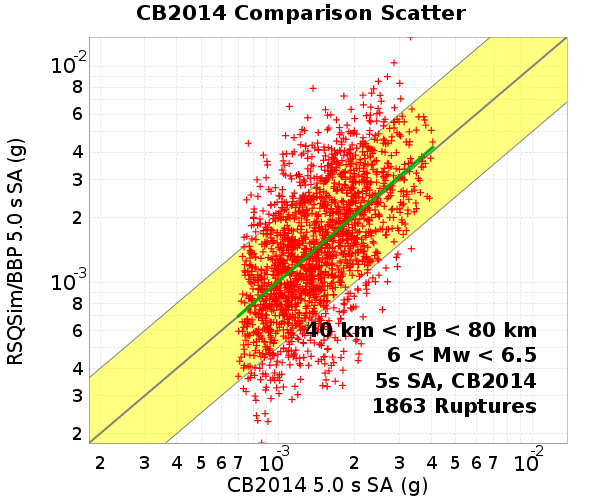 CB2014 Comparison Scatter
RSQSim/BBP 5.0 s SA (g)
10-2
8
6
4
3
2
10-3
8
6
4
3
2
40 km < rJB < 80 km
6 < Mw < 6.5
5s SA, CB2014
1863 Ruptures
2 3 4 5 6 7 10-3 2 3 4 5 6 7 10-2
CB2014 5.0 s SA (g)